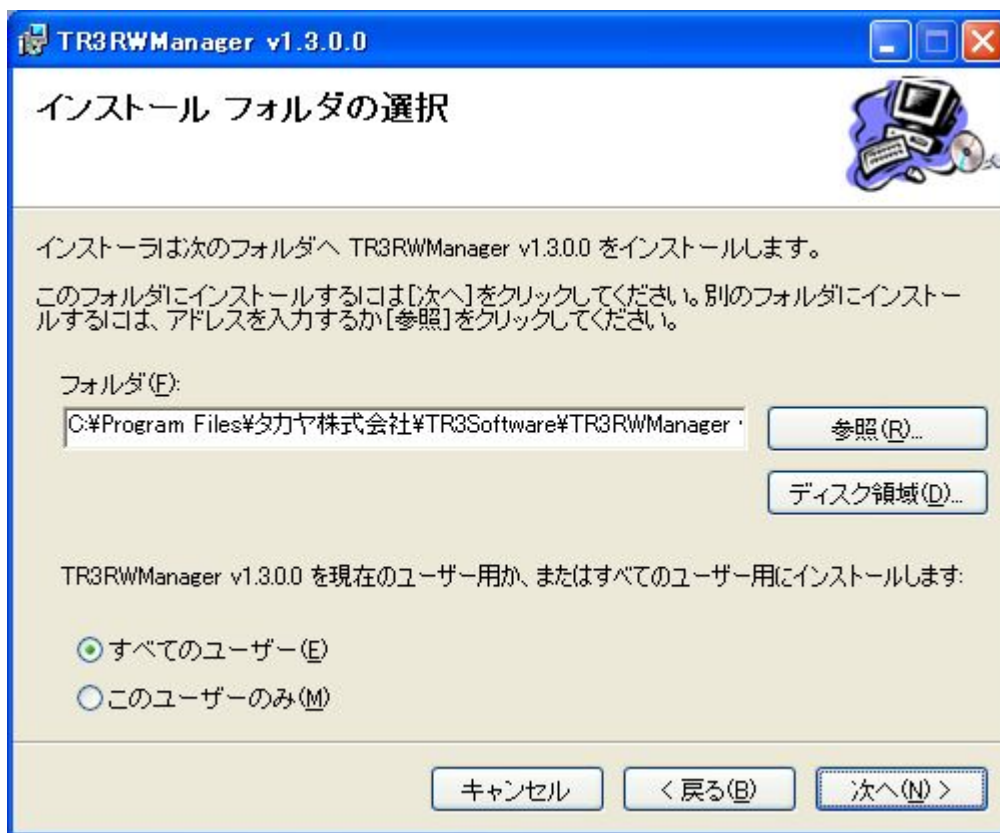 TR3RWManager v1.3.0.0
インストール フォルダの選択
インストーラは次のフォルダへ TR3RWManager v1.3.0.0 をインストールします。
このフォルダにインストールするには[次へ]をクリックしてください。別のフォルダにインストー
ルするには、アドレスを入力するか[参照]をクリックしてください。
フォルダ(F):
C:¥Program Files¥タカヤ株式会社¥TR3Software¥TR3RWManager
参照(R)...
ディスク領域(D)...
TR3RWManager v1.3.0.0 を現在のユーザー用か、またはすべてのユーザー用にインストールします:
すべてのユーザー(E)
このユーザーのみ(M)
キャンセル
< 戻る(B)
次へ(N) >